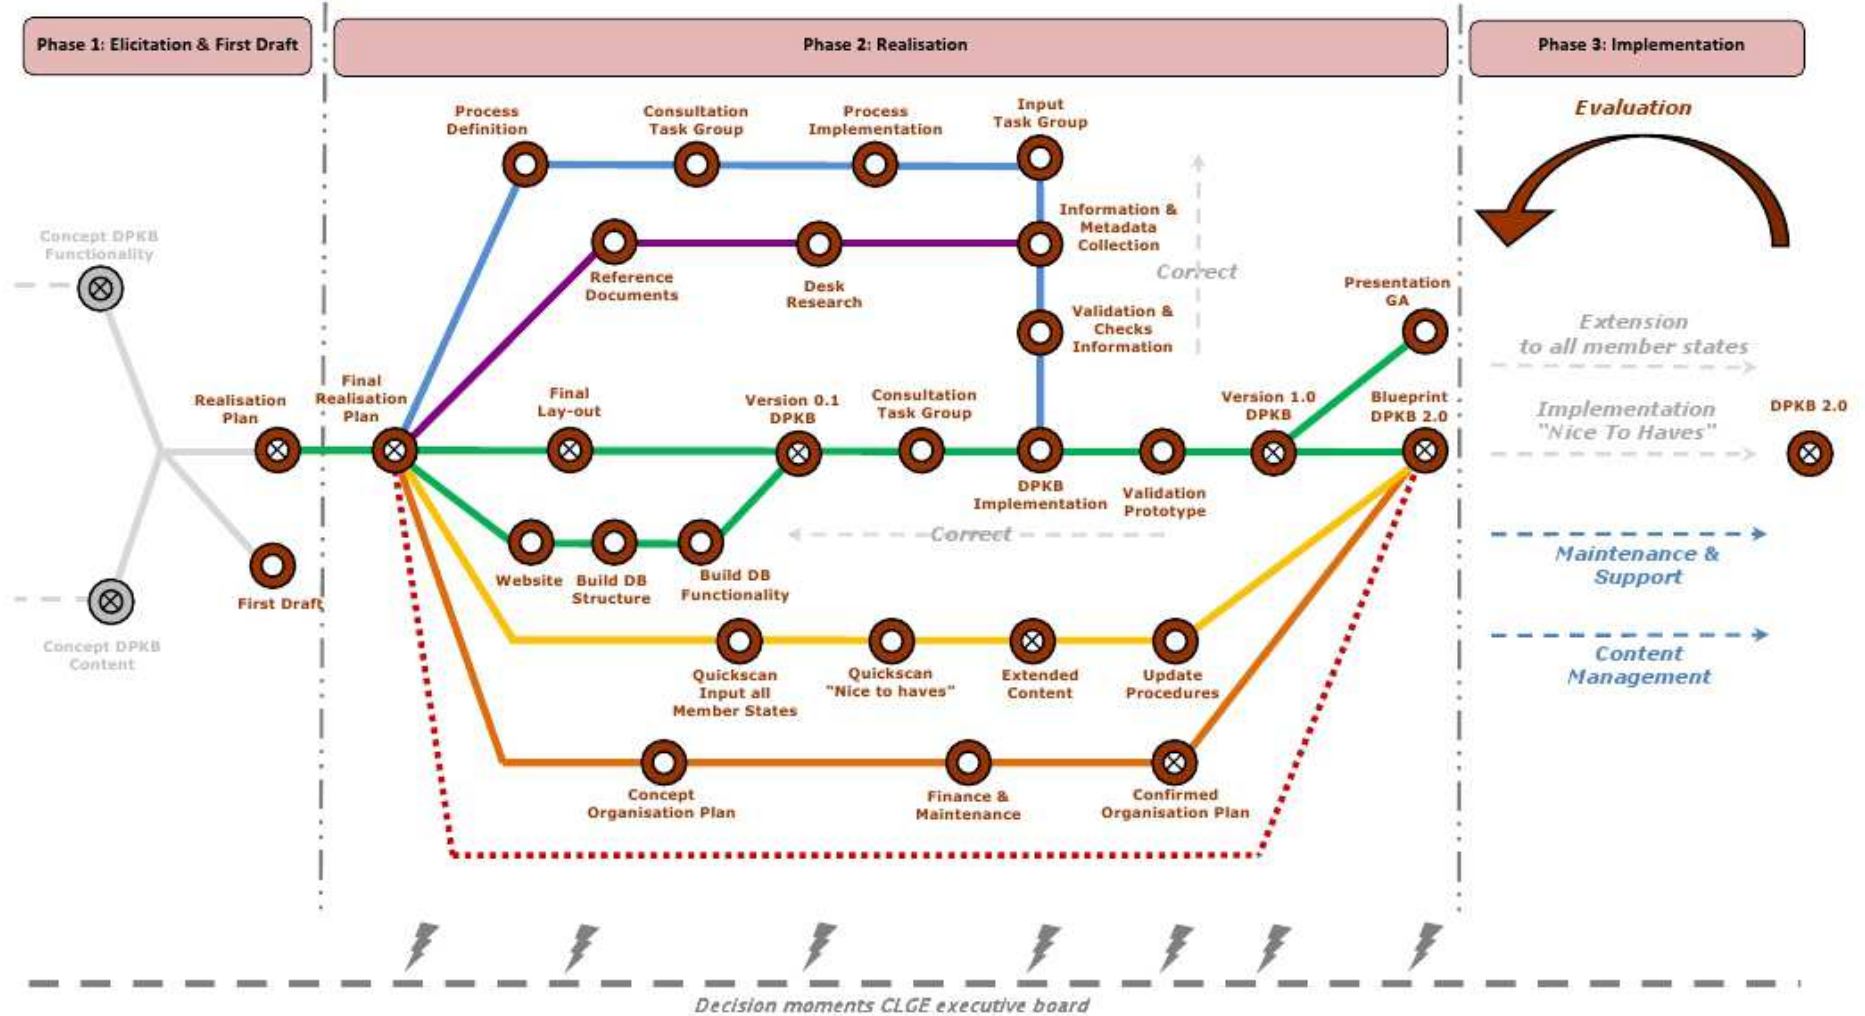 Phase 1: Elicitation & First Draft
Phase 2: Realisation
Phase 3: Implementation
Process
Definition
Consultation
Task Group
Process
Implementation
Input
Task Group
Evaluation
Concept DPKB
Functionality
Reference
Documents
Desk
Research
Information &
Metadata
Collection
Correct
Validation &
Checks
Information
Presentation
GA
Extension
to all member states
Realisation
Plan
Final
Realisation
Plan
Final
Lay-out
Version 0.1
DPKB
Consultation
Task Group
DPKB
Implementation
Validation
Prototype
Version 1.0
DPKB
Blueprint
DPKB 2.0
Implementation
"Nice To Haves"
DPKB 2.0
Correct
First Draft
Website
Build DB
Structure
Build DB
Functionality
Maintenance &
Support
Concept DPKB
Content
Quickscan
Input all
Member States
Quickscan
"Nice to haves"
Extended
Content
Update
Procedures
Content
Management
Concept
Organisation Plan
Finance &
Maintenance
Confirmed
Organisation Plan
Decision moments CLGE executive board